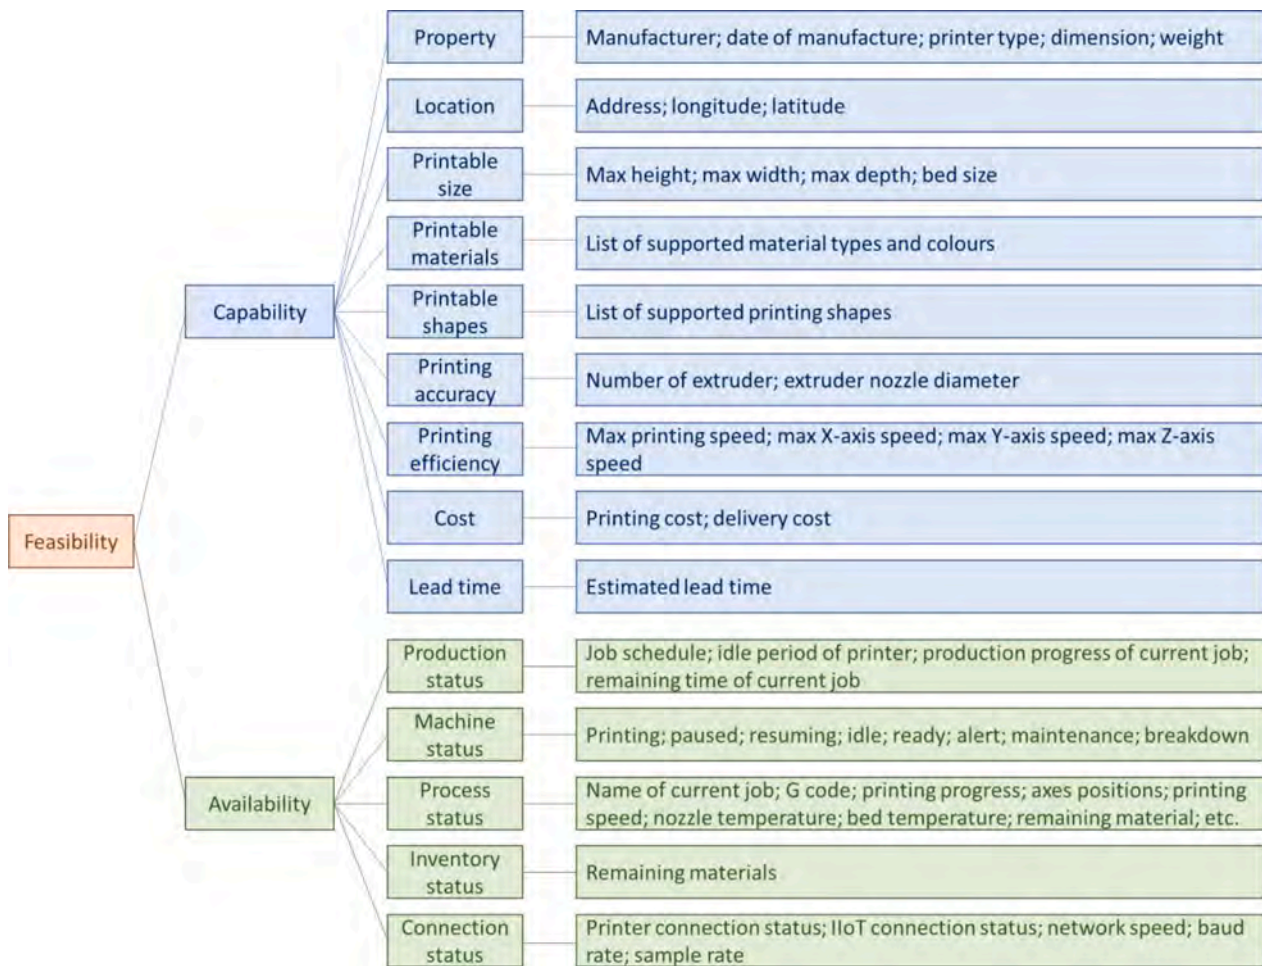 Property
Manufacturer; date of manufacture; printer type; dimension; weight
Location
Address; longitude; latitude
Printable
size
Max height; max width; max depth; bed size
Printable
materials
List of supported material types and colours
Capability
Printable
shapes
List of supported printing shapes
Printing
accuracy
Number of extruder; extruder nozzle diameter
Printing
efficiency
Max printing speed; max X-axis speed; max Y-axis speed; max Z-axis
speed
Cost
Printing cost; delivery cost
Feasibility
Lead time
Estimated lead time
Production
status
Job schedule; idle period of printer; production progress of current job;
remaining time of current job
Machine
status
Printing; paused; resuming; idle; ready; alert; maintenance; breakdown
Availability
Process
status
Name of current job; G code; printing progress; axes positions; printing
speed; nozzle temperature; bed temperature; remaining material; etc.
Inventory
status
Remaining materials
Connection
status
Printer connection status; IIoT connection status; network speed; baud
rate; sample rate